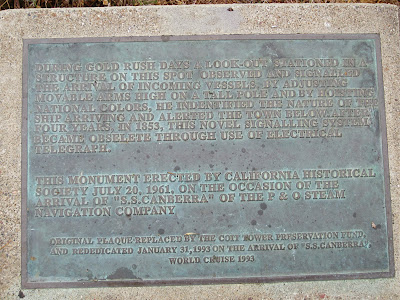 DURING GOLD RUSH DAYS A LOOK-OUT STATIONED IN A
STRUCTURE ON THIS SPOT OBSERVED AND SIGNALLED
THE ARRIVAL OF INCOMING VESSELS. BY ADJUSTING
MOVABLE ARMS HIGH ON A TALL POLE AND BY HOISTING
NATIONAL COLORS, HE INDENTIFIED THE NATURE OF THE
SHIP ARRIVING AND ALERTED THE TOWN BELOW. AFTER
FOUR YEARS, IN 1853, THIS NOVEL SIGNALLING SYSTEM
BECAME OBSELETE THROUGH USE OF ELECTRICAL
TELEGRAPH.
THIS MONUMENT ERECTED BY CALIFORNIA HISTORICAL
SOCIETY JULY 20, 1961, ON THE OCCASION OF THE
ARRIVAL OF "S.S.CANBERRA" OF THE P & O STEAM
NAVIGATION COMPANY
ORIGINAL PLAQUE REPLACED BY THE COIT TOWER PRESERVATION FUND,
AND REDEDICATED JANUARY 31, 1993 ON THE ARRIVAL OF "S.S.CANBERRA",
WORLD CRUISE 1993